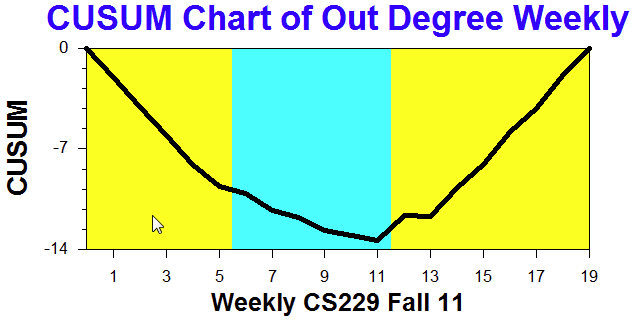 CUSUM Chart of Out Degree Weekly
0
-7
-14
CUSUM
1 3 5 7 9 11 13 15 17 19
Weekly CS229 Fall 11